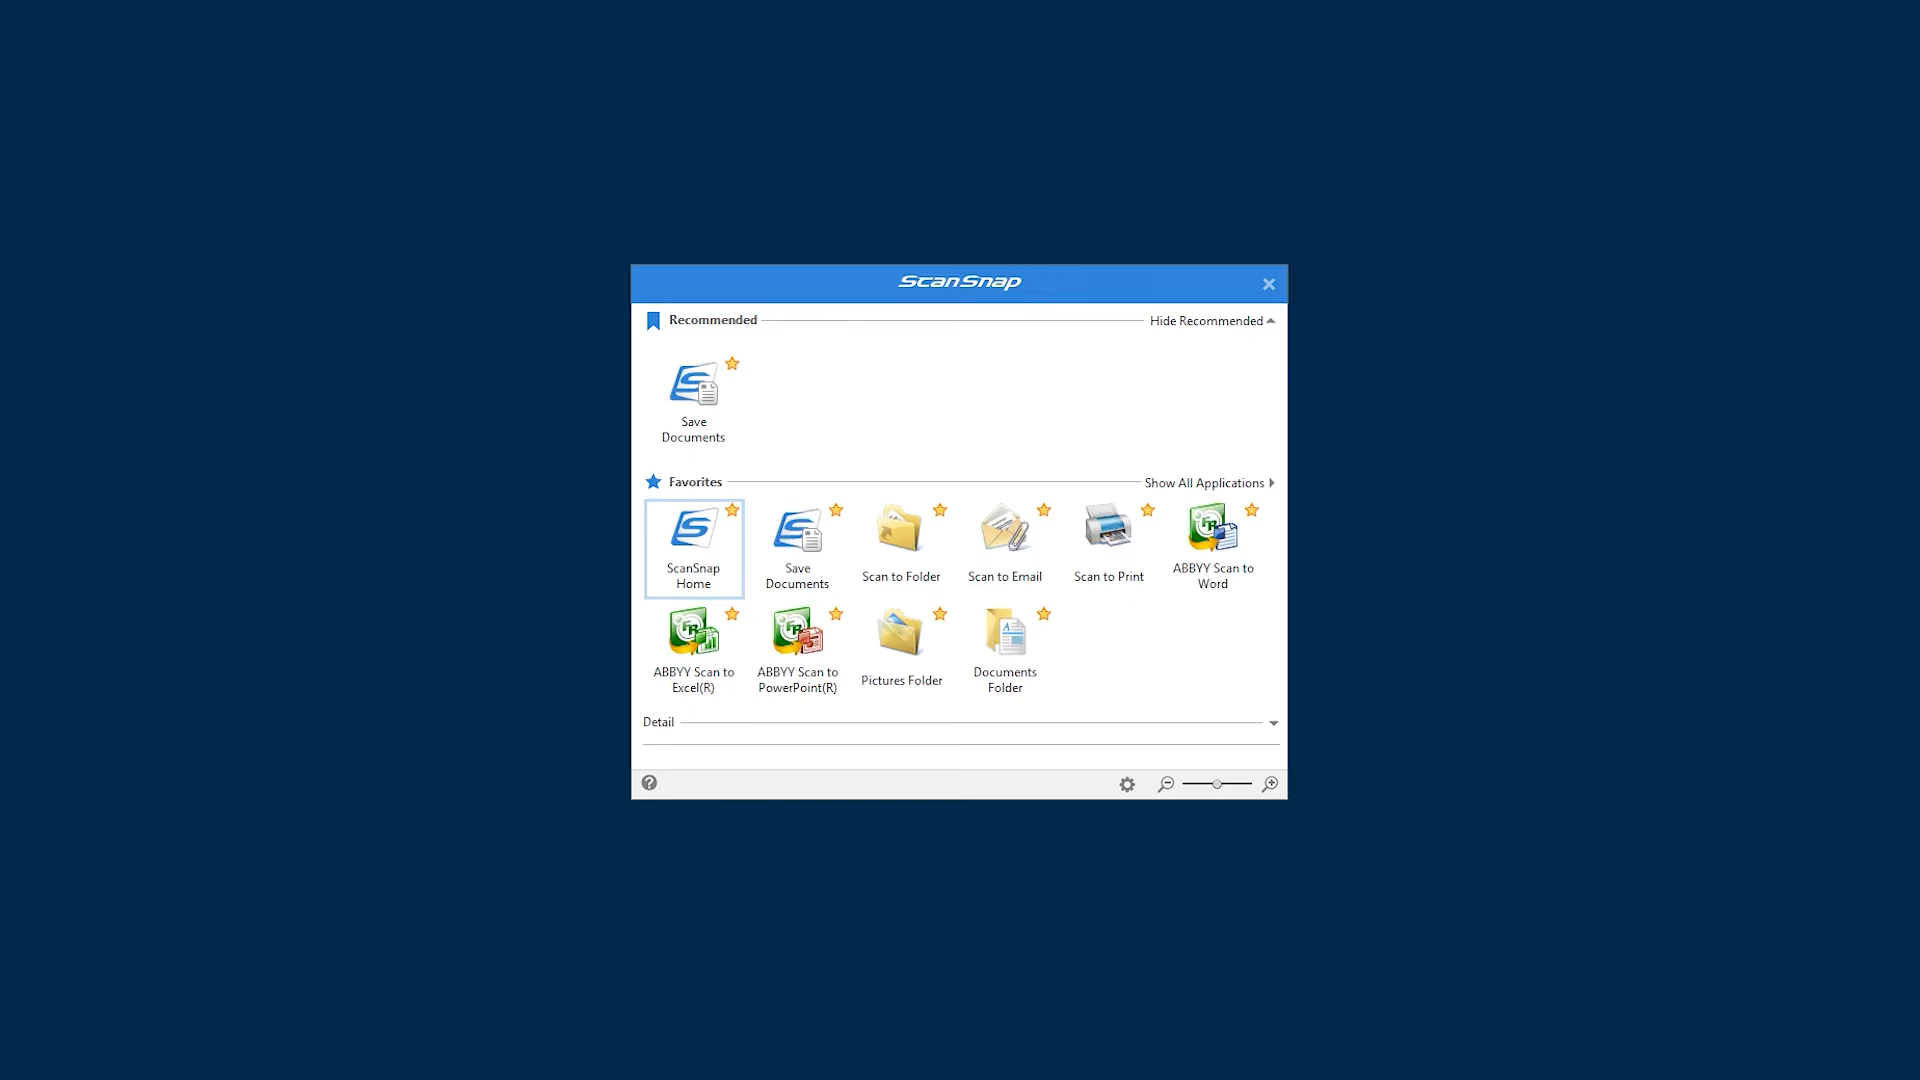 ScanSnap
Recommended
Hide Recommended
Save
Documents
Favorites
Show All Applications
ScanSnap
Home
Save
Documents
Scan to Folder
Scan to Email
Scan to Print
ABBYY Scan to
Word
ABBYY Scan to
Excel(R)
ABBYY Scan to
PowerPoint(R)
Pictures Folder
Documents
Folder
Detail